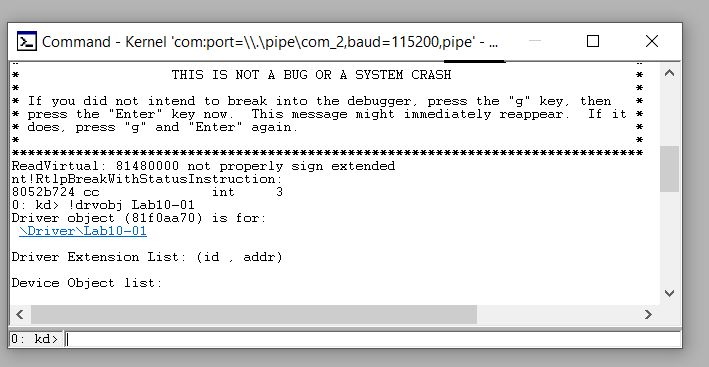 Command - Kernel 'com:port=\\.\pipe\com_2,baud=115200,pipe' - ...
* THIS IS NOT A BUG OR A SYSTEM CRASH *
* *
* If you did not intend to break into the debugger, press the "g" key, then *
* press the "Enter" key now. This message might immediately reappear. If it *
* does, press "g" and "Enter" again. *
* *
*******************************************************************************
ReadVirtual: 81480000 not properly sign extended
nt!RtlpBreakWithStatusInstruction:
8052b724 cc int 3
0: kd> !drvobj Lab10-01
Driver object (81f0aa70) is for:
\Driver\Lab10-01
Driver Extension List: (id , addr)
Device Object list:
0: kd>